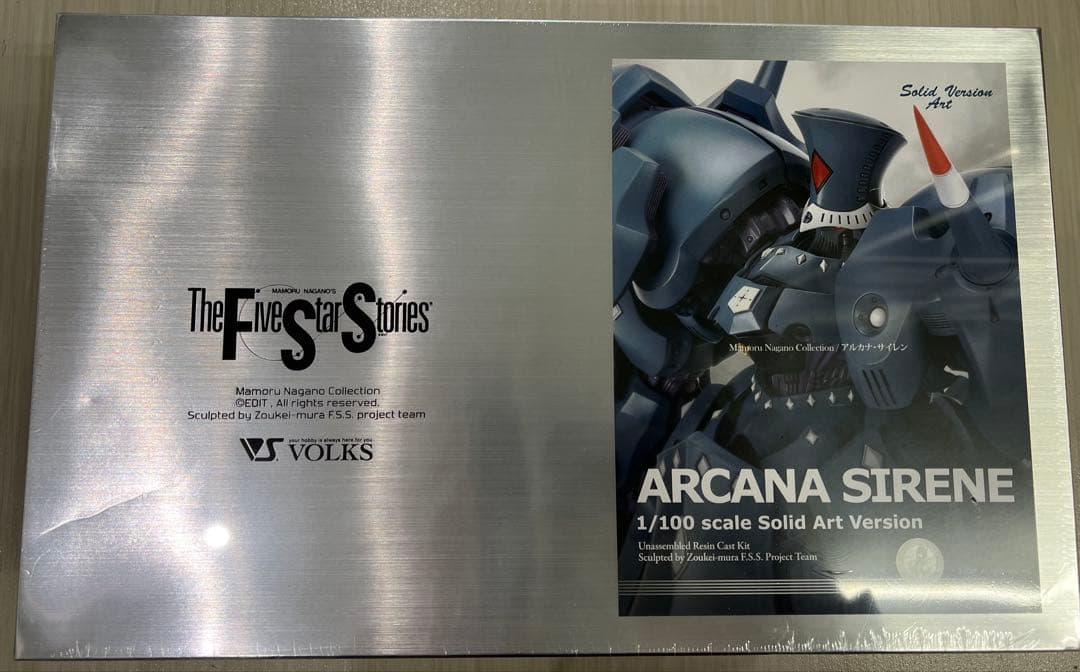 MAMORU NAGANO'S
The Five Star Stories
Mamoru Nagano Collection
©EDIT , All rights reserved.
Sculpted by Zoukei-mura F.S.S. project team
VS. your hobby is always here for you
VOLKS
Solid Version
Art
Mamoru Nagano Collection / アルカナ・サイレン
ARCANA SIRENE
1/100 scale Solid Art Version
Unassembled Resin Cast Kit
Sculpted by Zoukei-mura F.S.S. Project Team